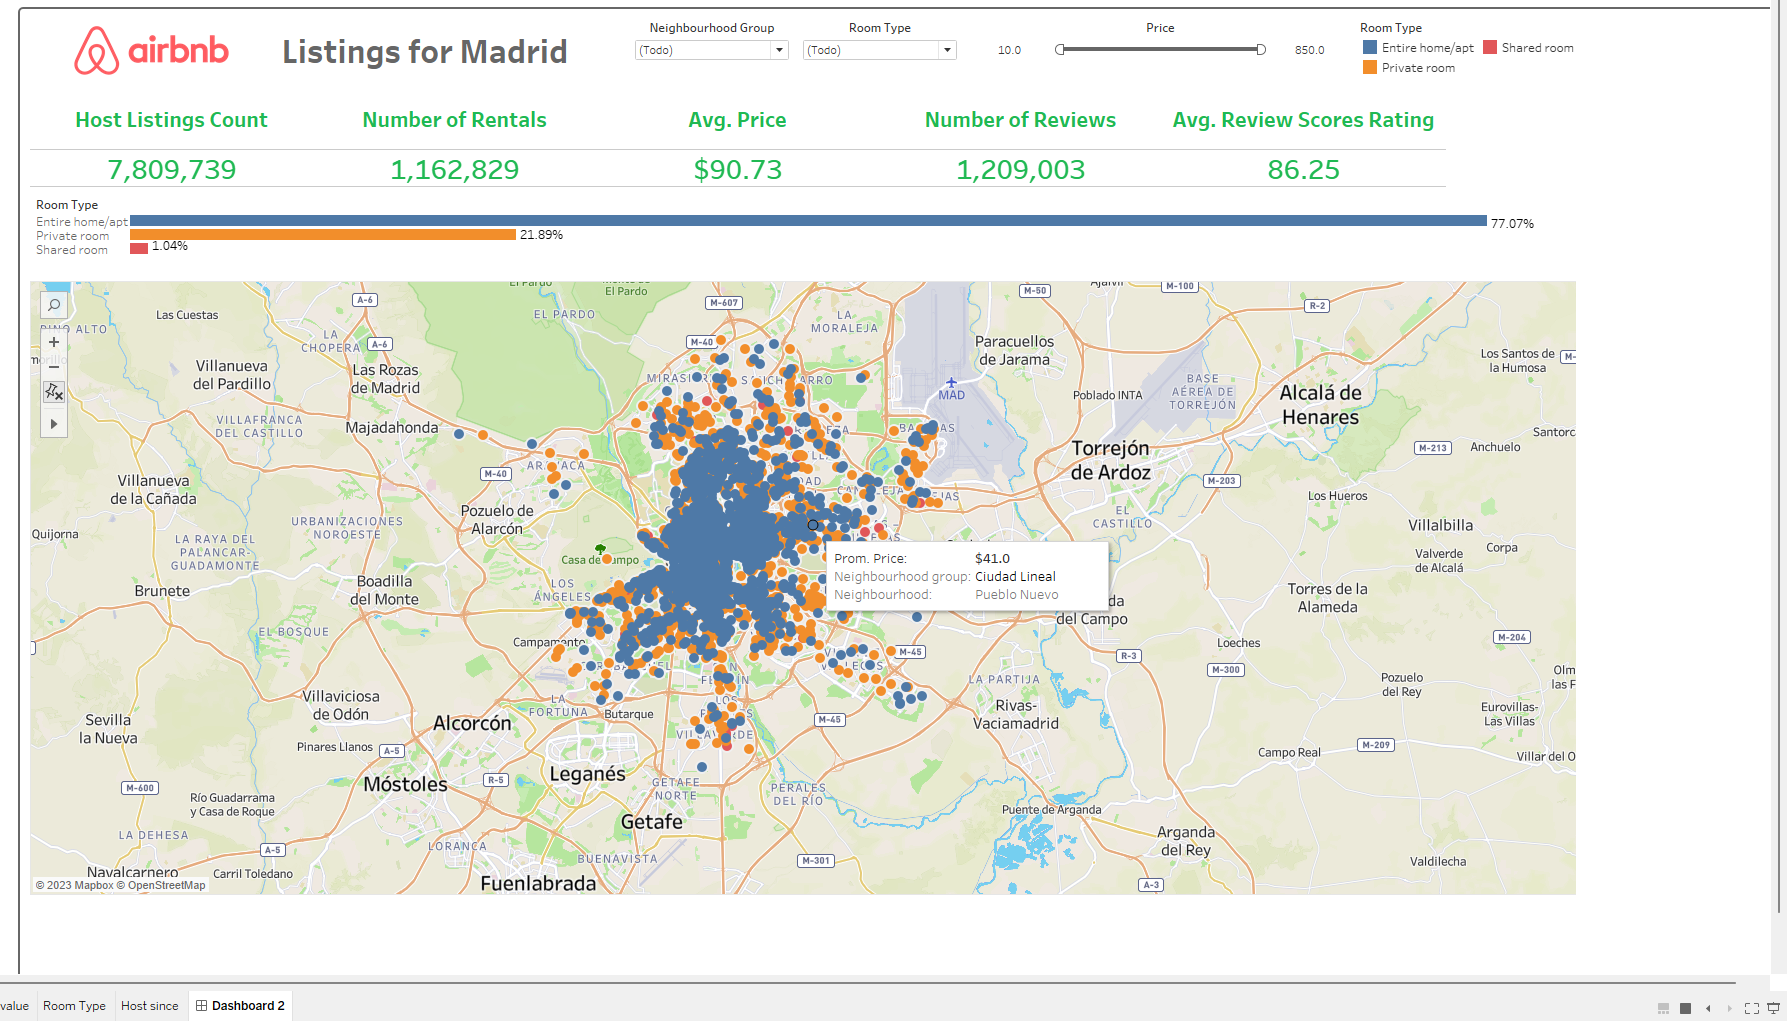 airbnb
Listings for Madrid
Neighbourhood Group
(Todo)
Room Type
(Todo)
Price
10.0
850.0
Room Type
Entire home/apt
Shared room
Private room
Host Listings Count
Number of Rentals
Avg. Price
Number of Reviews
Avg. Review Scores Rating
7,809,739
1,162,829
$90.73
1,209,003
86.25
Room Type
Entire home/apt
77.07%
Private room
21.89%
Shared room
1.04%
El Pardo
EL PARDO
M-607
M-50
M-100
R-2
A-6
Las Cuestas
LA
MORALEJA
LA
CHOPERA
A-6
M-40
Paracuellos
de Jarama
Los Santos de
la Humosa
Villanueva
del Pardillo
Las Rozas
de Madrid
BASE
AÉREA DE
TORREJÓN
MAD
Poblado INTA
Alcalá de
Henares
VILLAFRANCA
DEL CASTILLO
Majadahonda
Torrejón
de Ardoz
M-213
Anchuelo
M-40
M-203
Villanueva
de la Cañada
Los Hueros
Pozuelo de
Alarcón
URBANIZACIONES
NOROESTE
EL
CASTILLO
Villalbilla
Quijorna
LA RAYA DEL
PALANCAR-
GUADAMONTE
Corpa
Valverde
de Alcalá
Prom. Price: $41.0
Neighbourhood group: Ciudad Lineal
Neighbourhood: Pueblo Nuevo
LOS
ÁNGELES
Boadilla
del Monte
Brunete
Torres de la
Alameda
del Campo
EL BOSQUE
Campamento
Loeches
M-204
M-45
R-3
M-300
LA PARTIJA
Pozuelo
del Rey
Villaviciosa
de Odón
LA
FORTUNA
Butarque
Rivas-
Vaciamadrid
Eurovillas-
Las Villas
Sevilla
la Nueva
Alcorcón
M-45
Pinares Llanos
A-5
M-209
Campo Real
Móstoles
R-5
Leganés
GETAFE
NORTE
PERALES
DEL RÍO
M-600
Río Guadarrama
y Casa de Roque
Puente de Arganda
Getafe
LA DEHESA
Arganda
del Rey
A-5
LORANCA
BUENAVISTA
M-301
Valdilecha
Navalcarnero
Carril Toledano
Fuenlabrada
A-3
© 2023 Mapbox © OpenStreetMap
value
Room Type
Host since
Dashboard 2